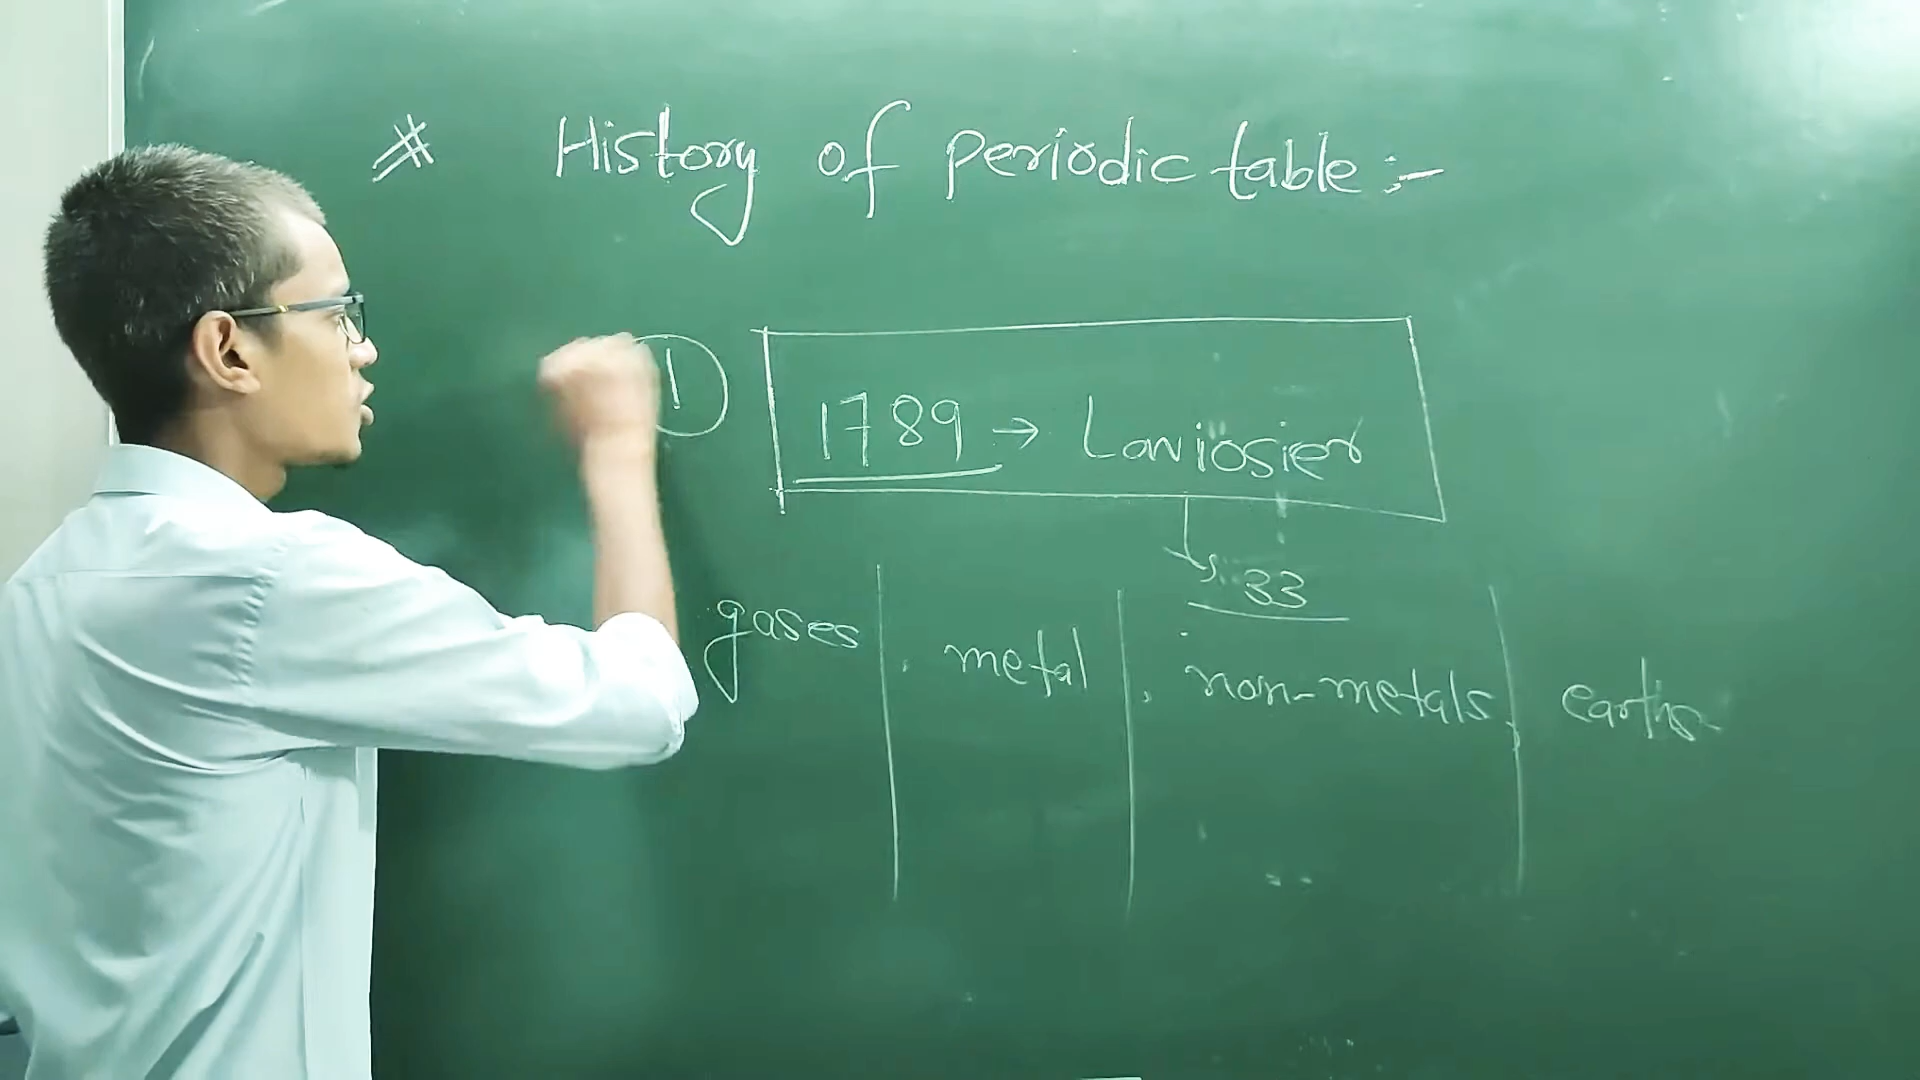 * History of periodic table :-
1
1789 → Laviosier
33
gases , metal , non-metals , earths